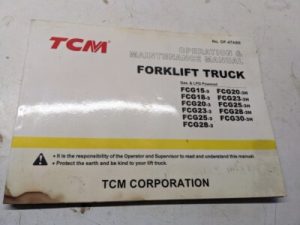 No. OF-47ABB
TCM
OPERATION &
MAINTENANCE MANUAL
FORKLIFT TRUCK
Gas & LPG Powered
FCG15-3 FCG20-3H
FCG18-3 FCG23-3H
FCG20-3 FCG25-3H
FCG23-3 FCG28-3H
FCG25-3 FCG30-3H
FCG28-3
• It is the responsibility of the Operator and Supervisor to read and understand this manual.
• Protect the earth and be kind to your lift truck.
TCM CORPORATION